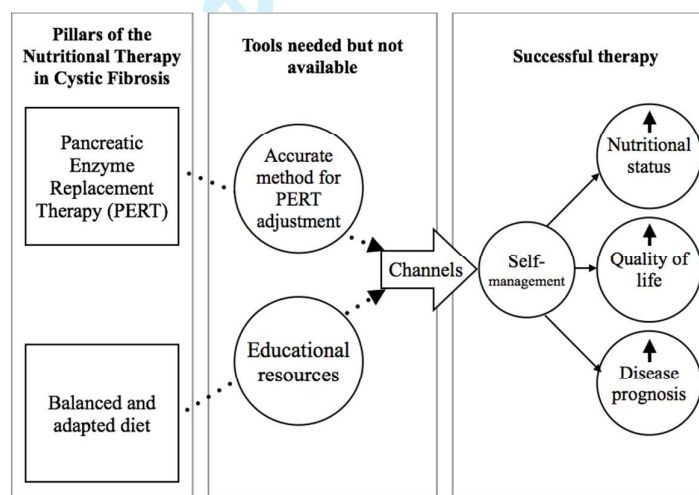 Pillars of the
Nutritional Therapy
in Cystic Fibrosis
Pancreatic
Enzyme
Replacement
Therapy (PERT)
Balanced and
adapted diet
Tools needed but not
available
Accurate
method for
PERT
adjustment
Educational
resources
Channels
Successful therapy
Self-
management
Nutritional
status
Quality of
life
Disease
prognosis